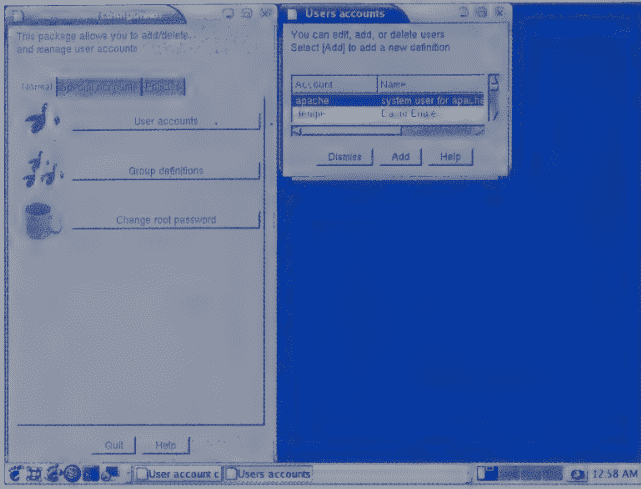 This package allows you to add/delete...
and manage user accounts
Normal
User accounts
Group definitions
Change root password
Quit
Help
Users accounts
You can edit, add, or delete users
Select [Add] to add a new definition
Account
Name
apache
system user for apache
Dismiss
Add
Help
User account c
Users accounts
12:58 AM